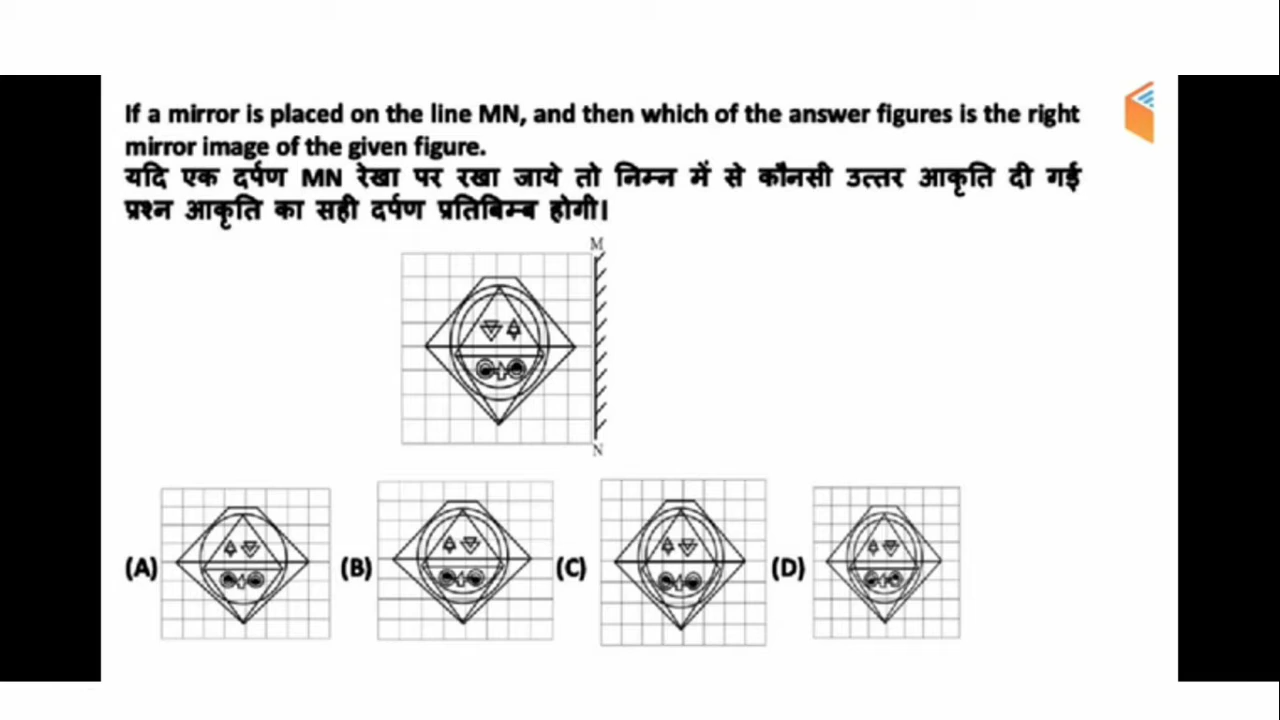 If a mirror is placed on the line MN, and then which of the answer figures is the right
mirror image of the given figure.
यदि एक दर्पण MN रेखा पर रखा जाये तो निम्न में से कौनसी उत्तर आकृति दी गई
प्रश्न आकृति का सही दर्पण प्रतिबिम्ब होगी।
M
N
(A) (B) (C) (D)